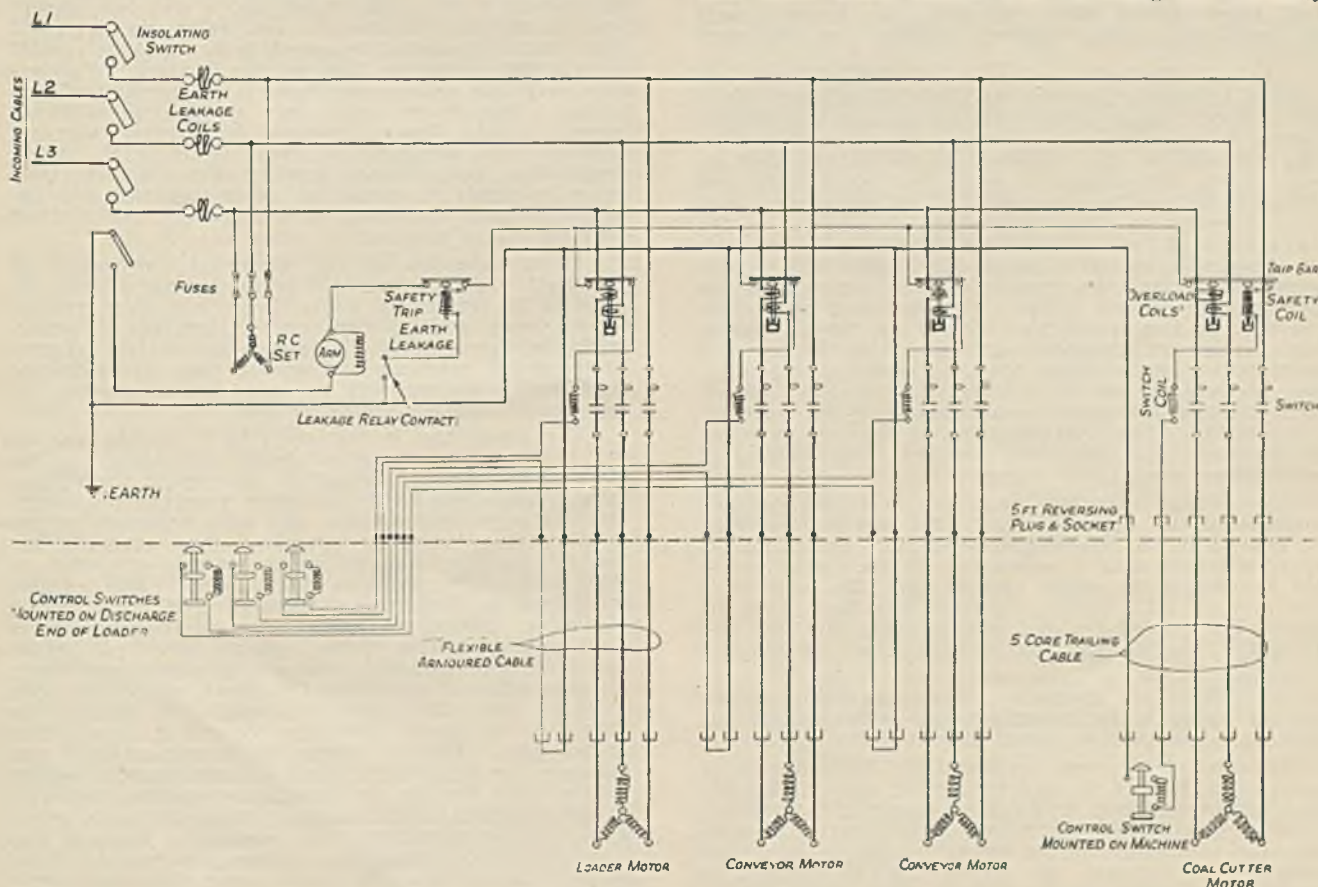 L1
INSOLATING
SWITCH
L2
INCOMING CABLES
EARTH
LEAKAGE
COILS
L3
FUSES
R C
SET
ARM
SAFETY
TRIP
EARTH
LEAKAGE
LEAKAGE RELAY CONTACT
OVERLOAD
COILS
TRIP BAR
SAFETY
COIL
SWITCH
COIL
SWITCH
EARTH
5FT REVERSING
PLUG & SOCKET
CONTROL SWITCHES
MOUNTED ON DISCHARGE
END OF LOADER
FLEXIBLE
ARMOURED CABLE
5 CORE TRAILING
CABLE
CONTROL SWITCH
MOUNTED ON MACHINE
LOADER MOTOR
CONVEYOR MOTOR
CONVEYOR MOTOR
COAL CUTTER
MOTOR